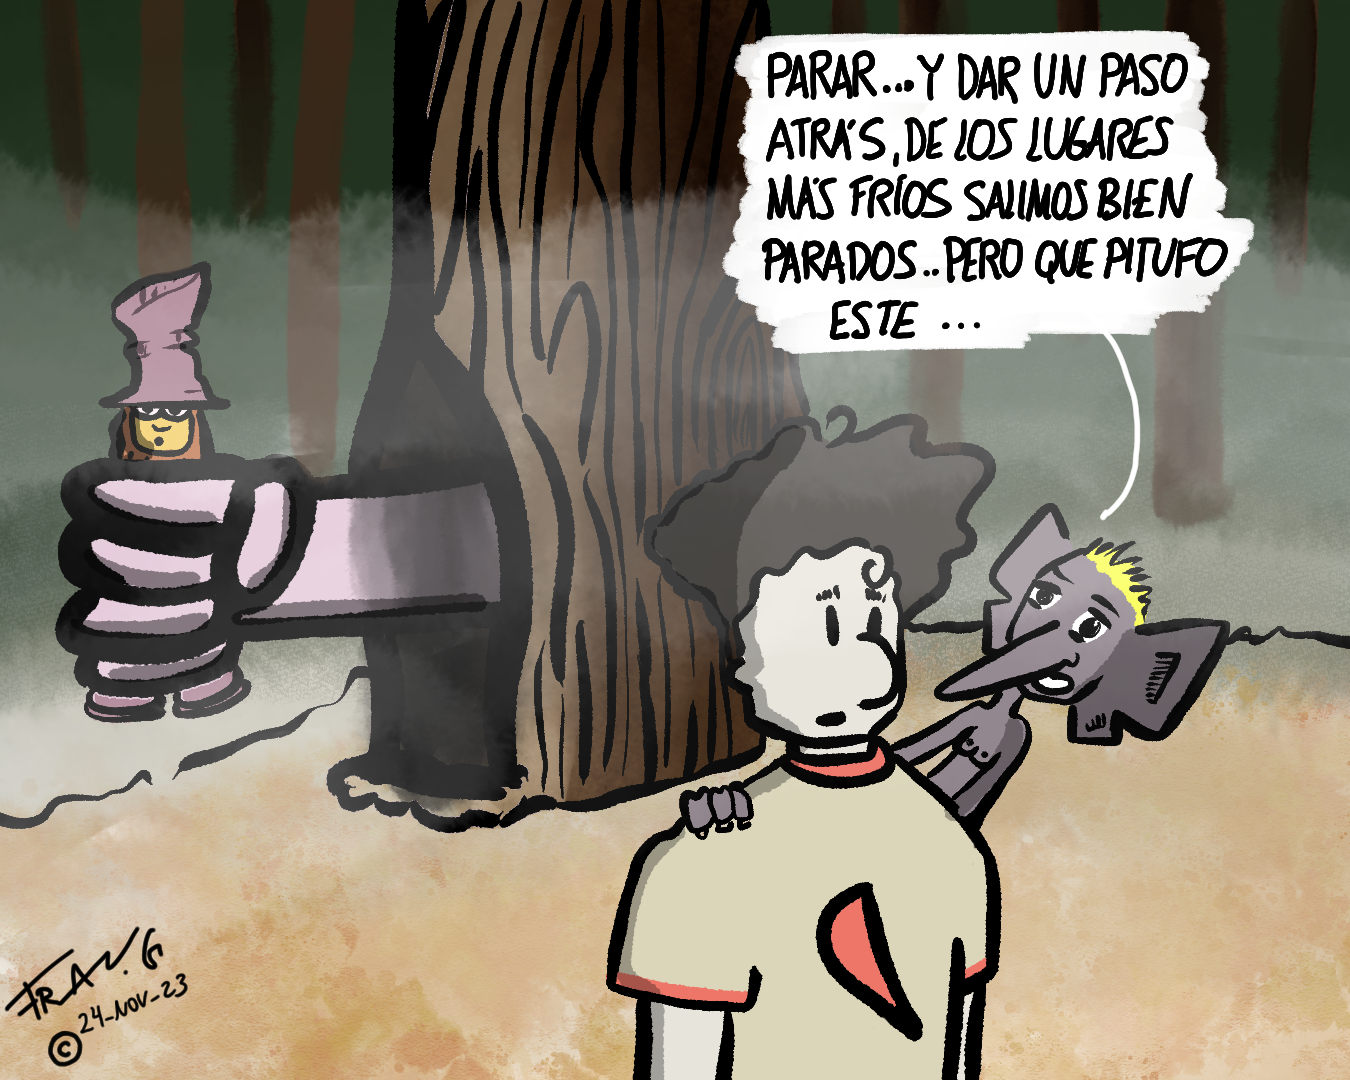 PARAR...Y DAR UN PASO
ATRÁS, DE LOS LUGARES
MÁS FRÍOS SALIMOS BIEN
PARADOS..PERO QUE PITUFO
ESTE ...
FRAN.G
© 24-NOV-23